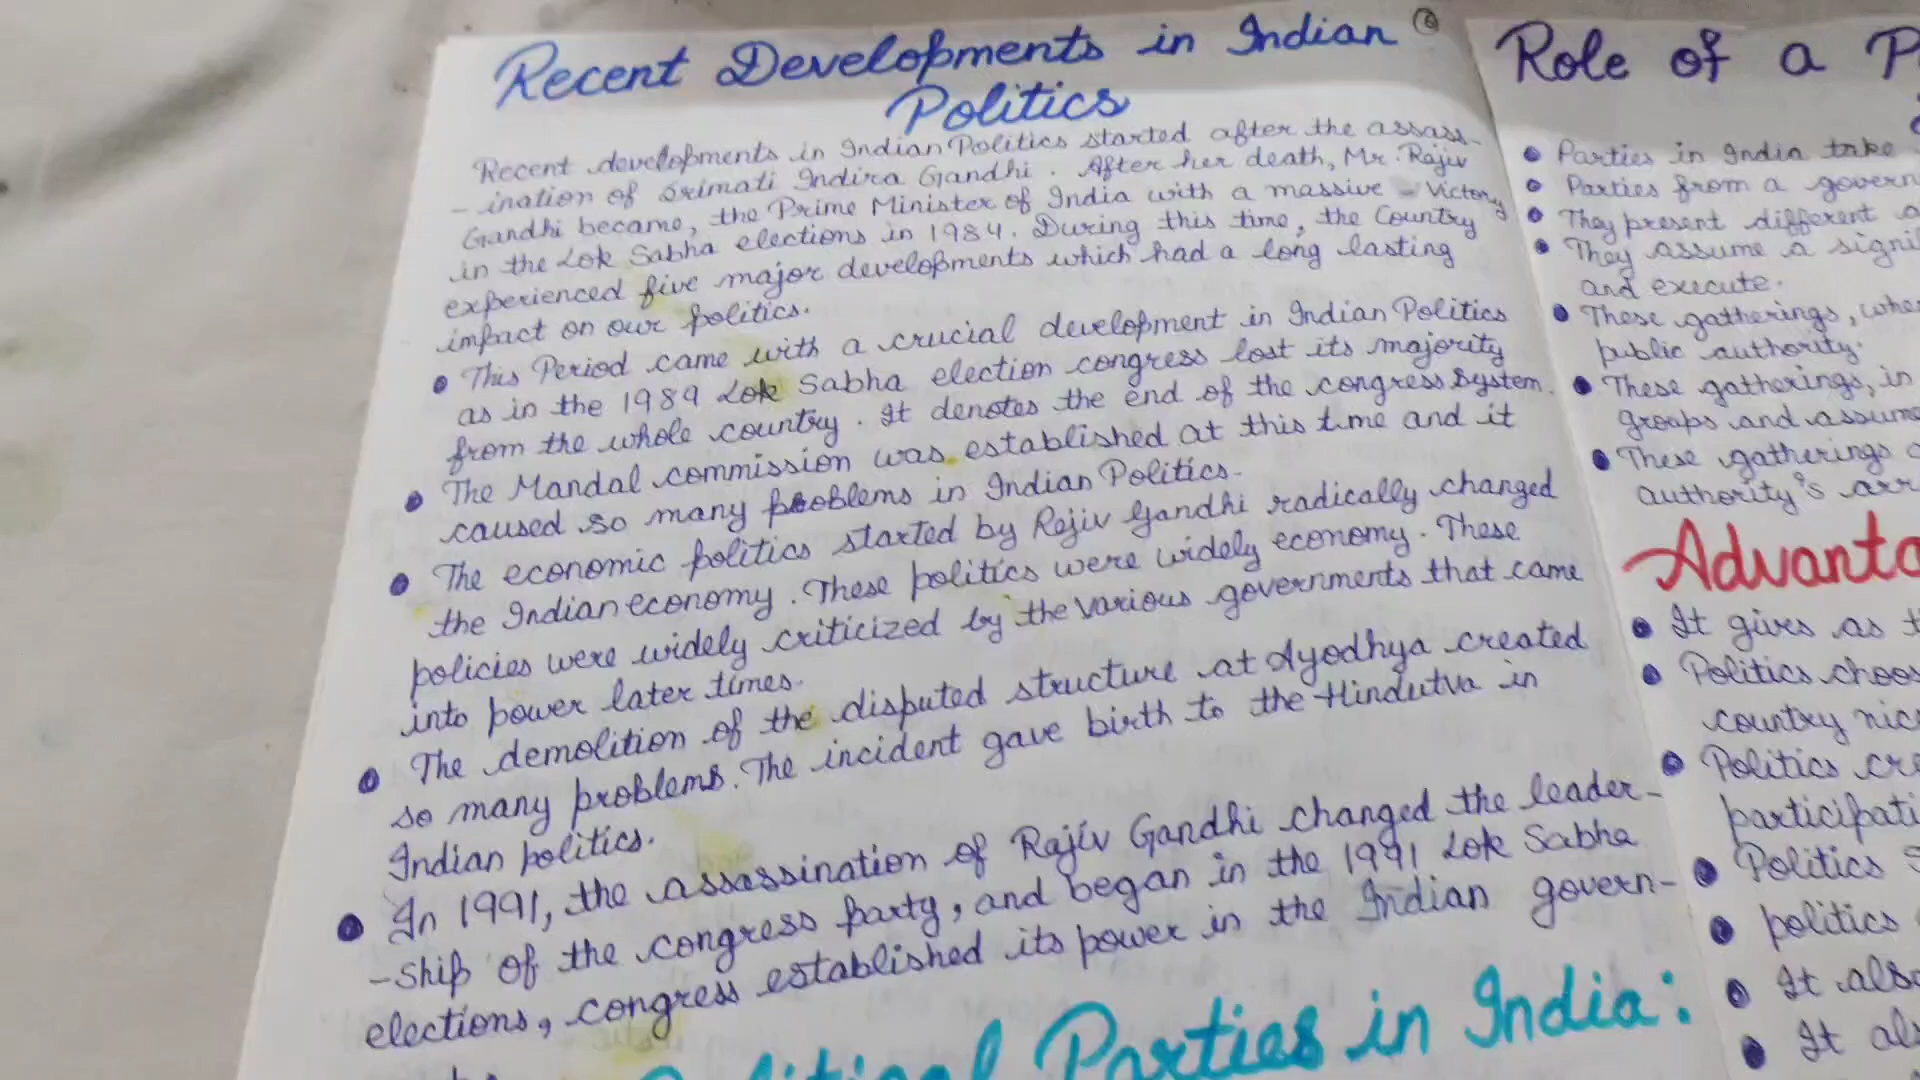 Recent Developments in Indian
Politics
Recent developments in Indian Politics started after the assass-
-ination of Srimati Indira Gandhi. After her death, Mr. Rajiv
Gandhi became, the Prime Minister of India with a massive - Victory
in the Lok Sabha elections in 1984. During this time, the Country
experienced five major developments which had a long lasting
impact on our politics.
• This Period came with a crucial development in Indian Politics
as in the 1989 Lok Sabha election congress lost its majority
from the whole country. It denotes the end of the congress System.
• The Mandal commission was established at this time and it
caused so many problems in Indian Politics.
• The economic politics started by Rejiv Gandhi radically changed
the Indian economy. These politics were widely economy. These
policies were widely criticized by the various governments that came
into power later times.
• The demolition of the disputed structure at Ayodhya created
so many problems. The incident gave birth to the Hindutva in
Indian politics.
• In 1991, the assassination of Rajiv Gandhi changed the leader-
-ship of the congress party, and began in the 1991 Lok Sabha
elections, congress established its power in the Indian govern-
Parties in India:
Role of a
• Parties in India take
• Parties from a govern
• They present different
• They assume a signi
and execute.
• These gatherings, whe
public authority.
• These gatherings, in
groups and assume
• These gatherings
authority's arr
Advanta
• It gives as
• Politics choos
country nic
• Politics cre
participati
• Politics
• politics
• It also
• It als